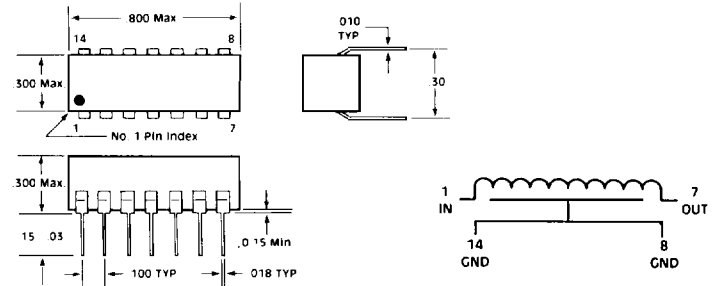 .800 Max
14 8
.300 Max.
1 7
No. 1 Pin Index
.010
TYP
.30
.300 Max.
.15 .03
.015 Min
.100 TYP
.018 TYP
1
IN
7
OUT
14
GND
8
GND